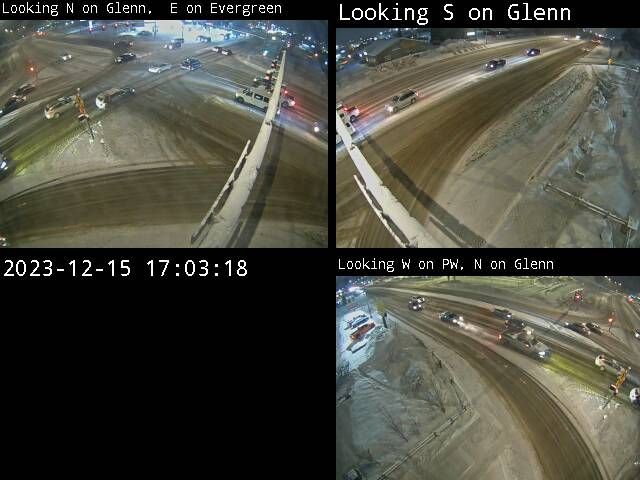 Looking N on Glenn,  E on Evergreen
Looking S on Glenn
2023-12-15 17:03:18
Looking W on PW, N on Glenn